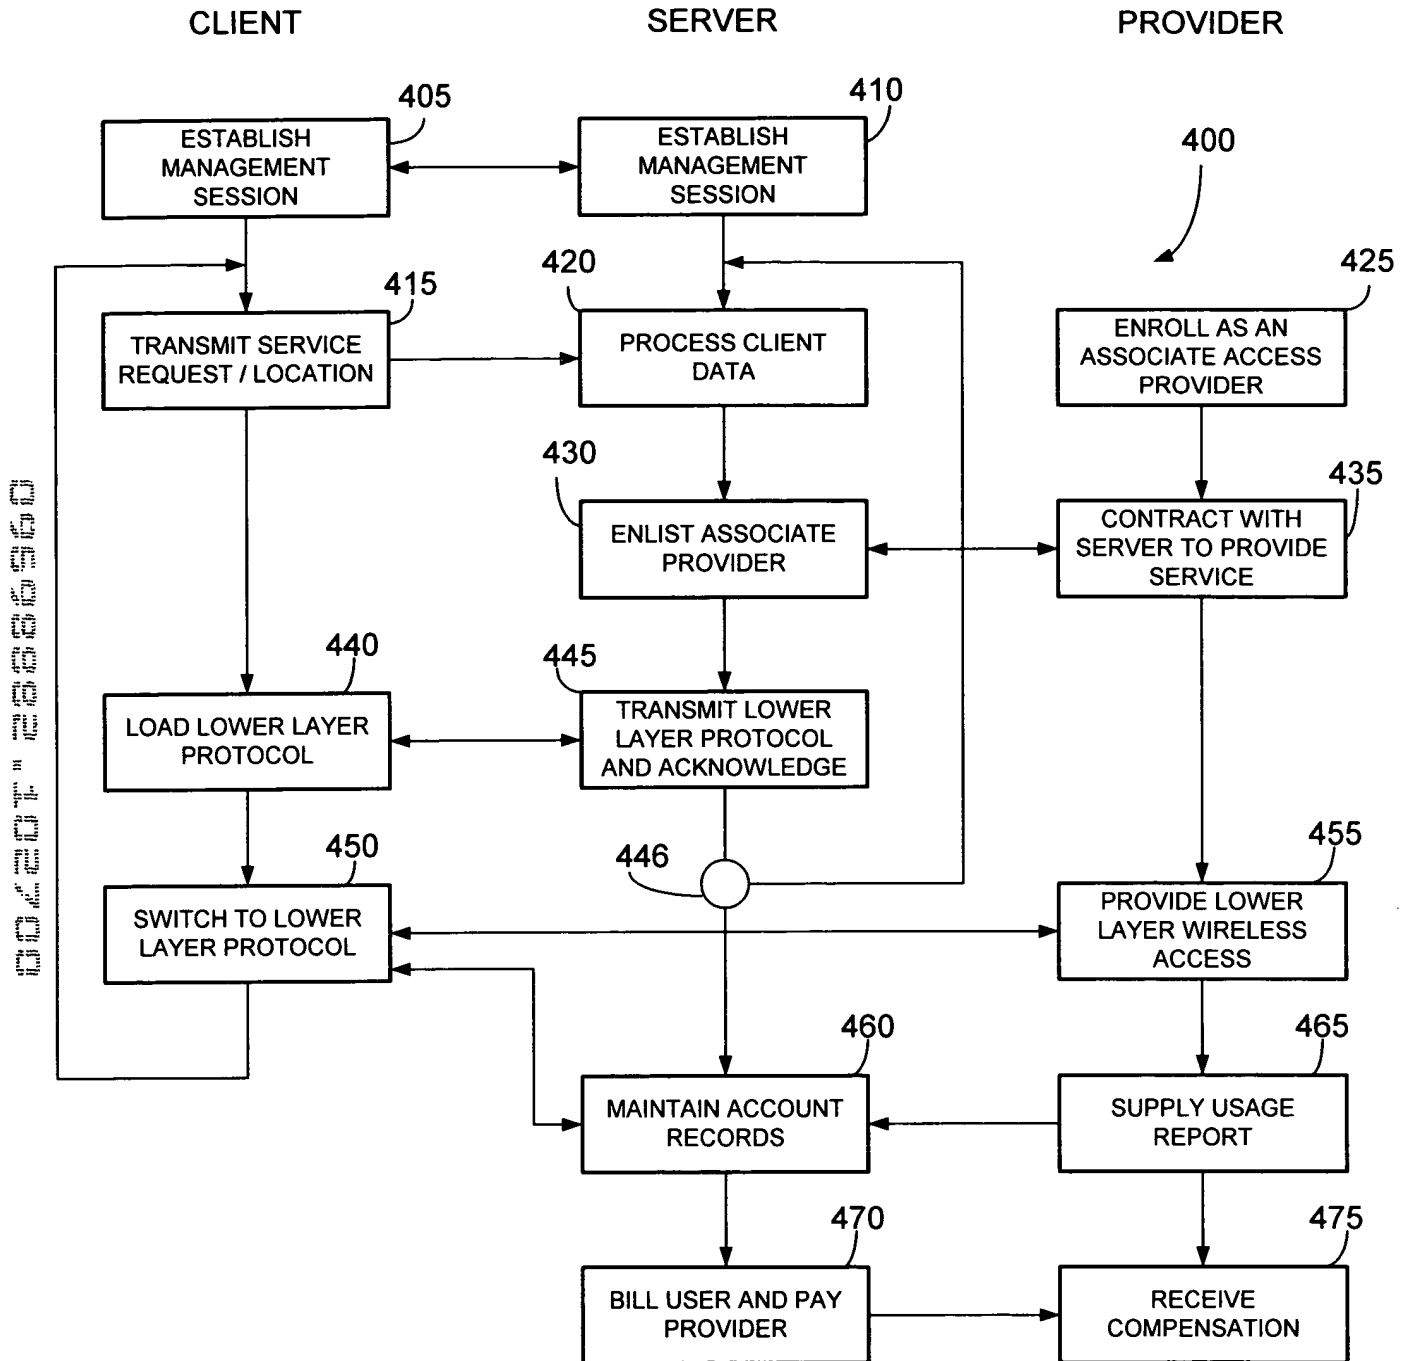 CLIENT
SERVER
PROVIDER
405
410
ESTABLISH
MANAGEMENT
SESSION
ESTABLISH
MANAGEMENT
SESSION
400
415
420
425
TRANSMIT SERVICE
REQUEST / LOCATION
PROCESS CLIENT
DATA
ENROLL AS AN
ASSOCIATE ACCESS
PROVIDER
430
435
ENLIST ASSOCIATE
PROVIDER
CONTRACT WITH
SERVER TO PROVIDE
SERVICE
440
445
LOAD LOWER LAYER
PROTOCOL
TRANSMIT LOWER
LAYER PROTOCOL
AND ACKNOWLEDGE
450
446
455
SWITCH TO LOWER
LAYER PROTOCOL
PROVIDE LOWER
LAYER WIRELESS
ACCESS
460
465
MAINTAIN ACCOUNT
RECORDS
SUPPLY USAGE
REPORT
470
475
BILL USER AND PAY
PROVIDER
RECEIVE
COMPENSATION